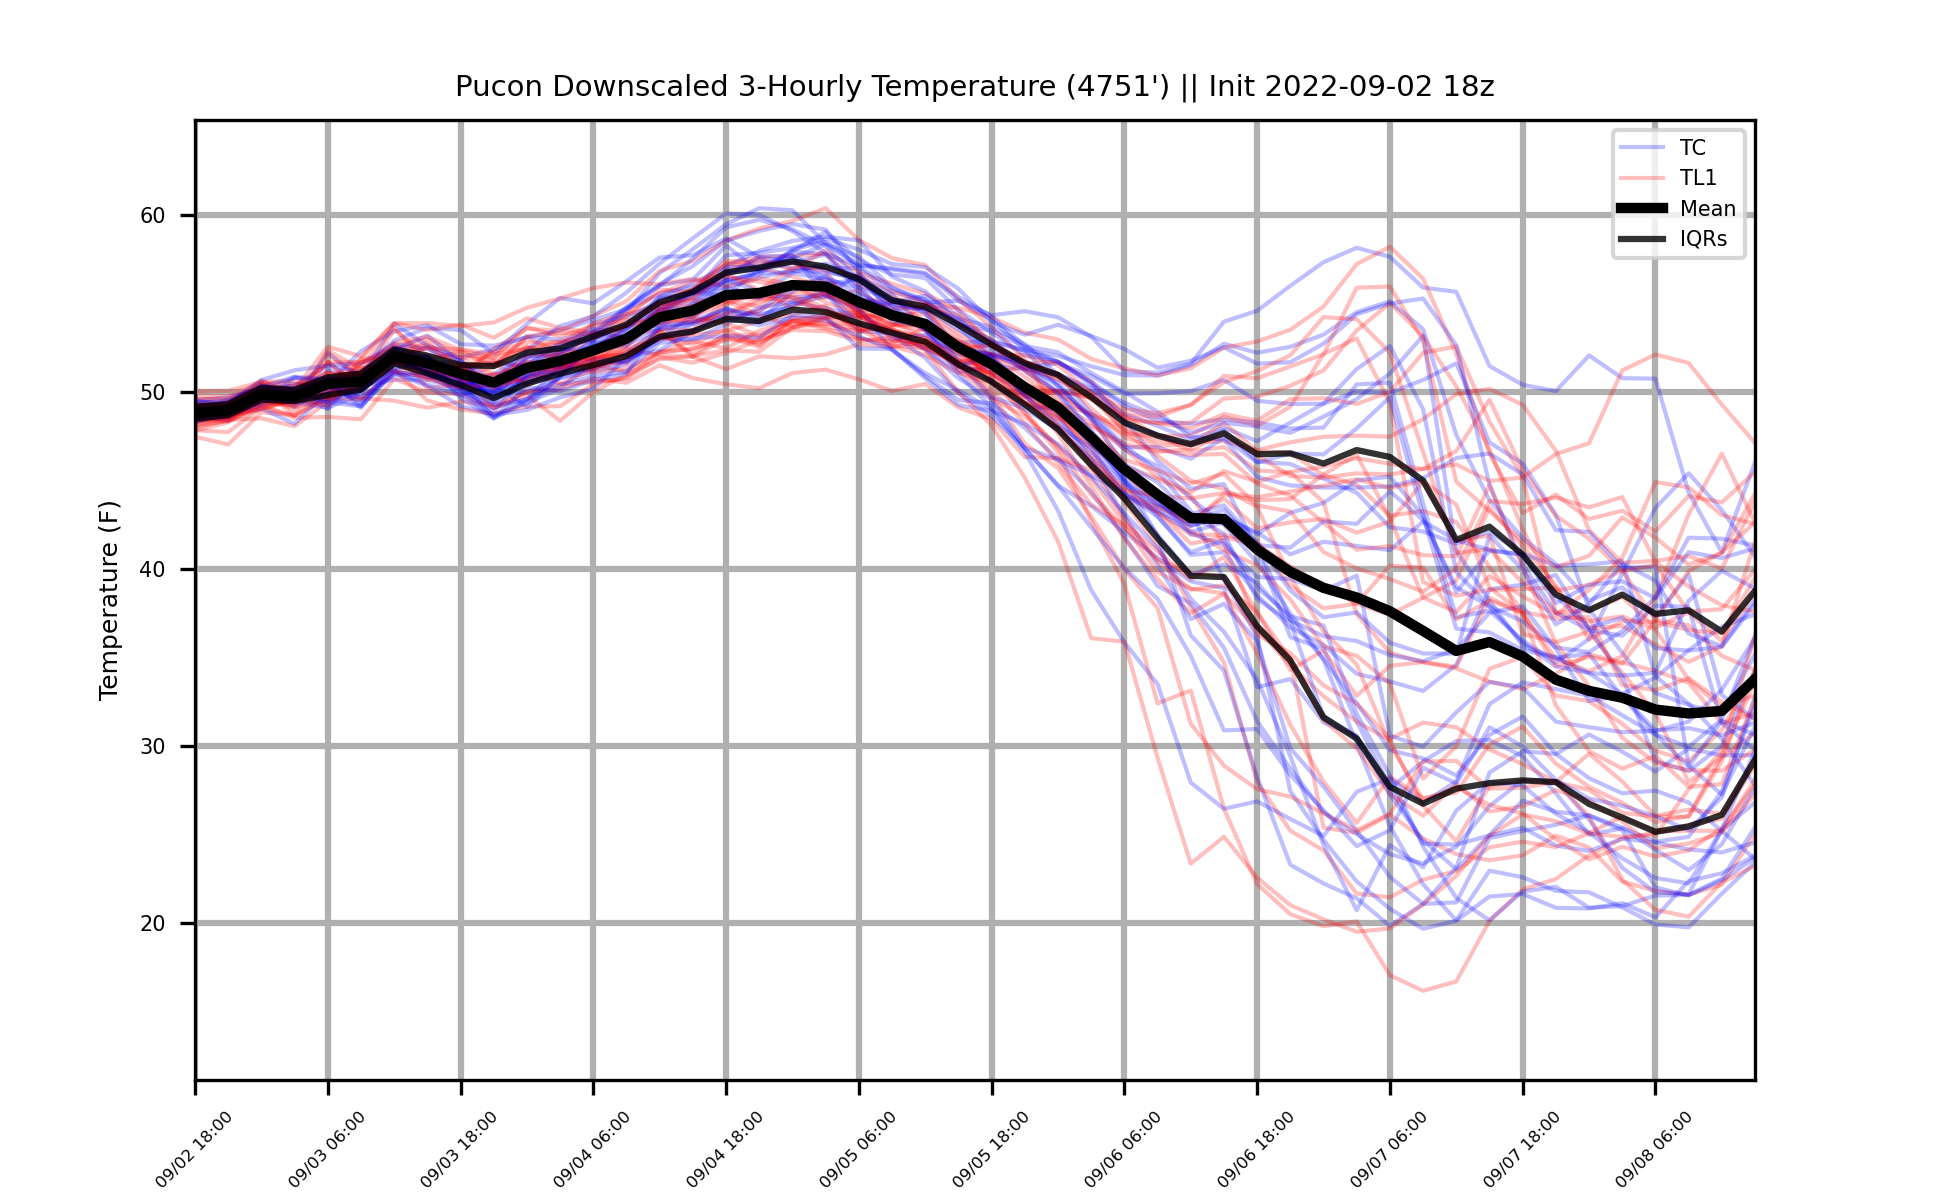 Pucon Downscaled 3-Hourly Temperature (4751') || Init 2022-09-02 18z
TC
TL1
Mean
IQRs
Temperature (F)
60
50
40
30
20
09/02 18:00
09/03 06:00
09/03 18:00
09/04 06:00
09/04 18:00
09/05 06:00
09/05 18:00
09/06 06:00
09/06 18:00
09/07 06:00
09/07 18:00
09/08 06:00